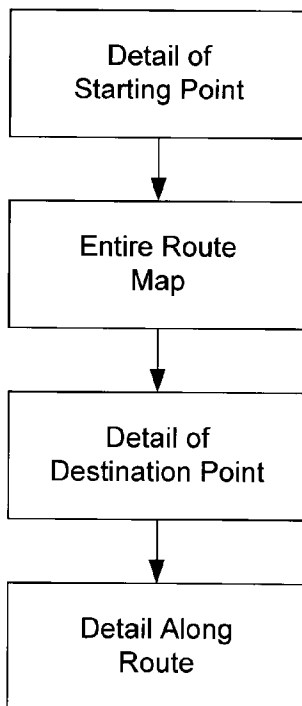 Detail of
Starting Point
Entire Route
Map
Detail of
Destination Point
Detail Along
Route